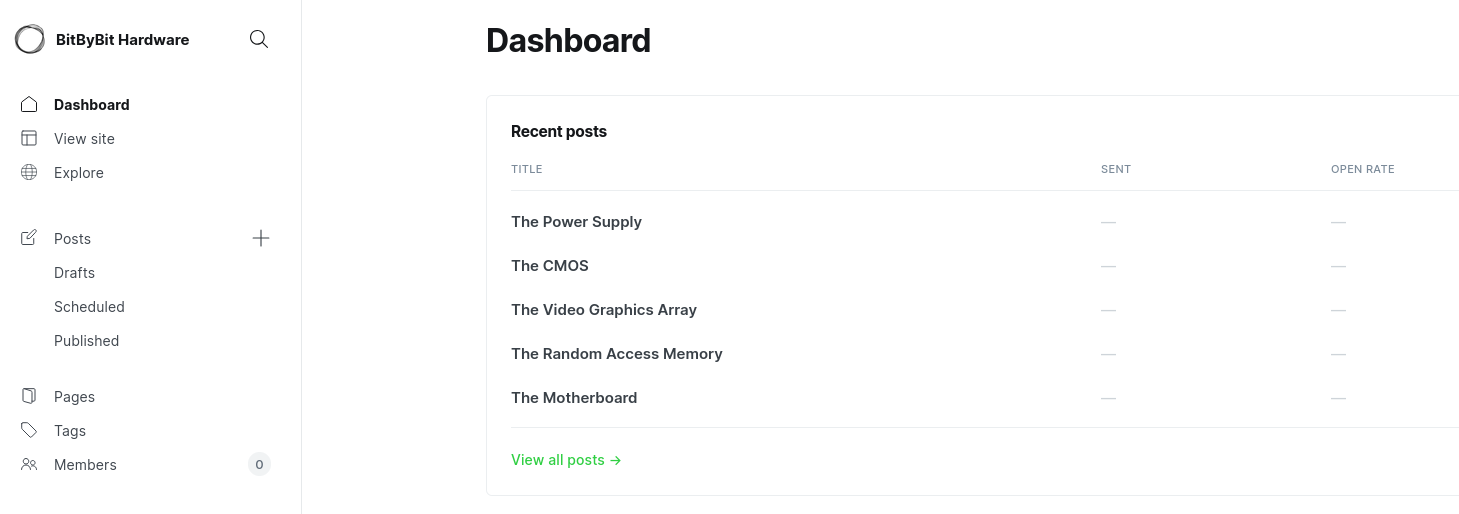 BitByBit Hardware
Dashboard
View site
Explore
Posts
Drafts
Scheduled
Published
Pages
Tags
Members 0
Dashboard
Recent posts
TITLE SENT OPEN RATE
The Power Supply — —
The CMOS — —
The Video Graphics Array — —
The Random Access Memory — —
The Motherboard — —
View all posts →